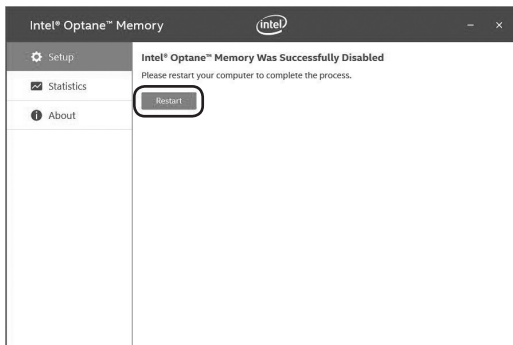 Intel® Optane™ Memory
intel
Setup
Statistics
About
Intel® Optane™ Memory Was Successfully Disabled
Please restart your computer to complete the process.
Restart